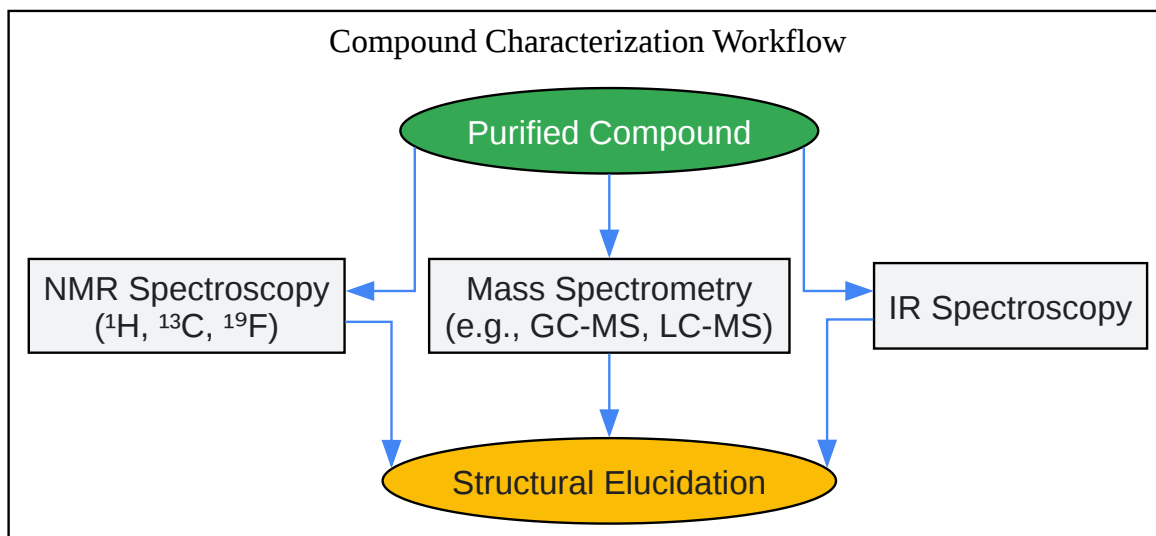 Compound Characterization Workflow
Purified Compound
NMR Spectroscopy
(¹H, ¹³C, ¹⁹F)
Mass Spectrometry
(e.g., GC-MS, LC-MS)
IR Spectroscopy
Structural Elucidation